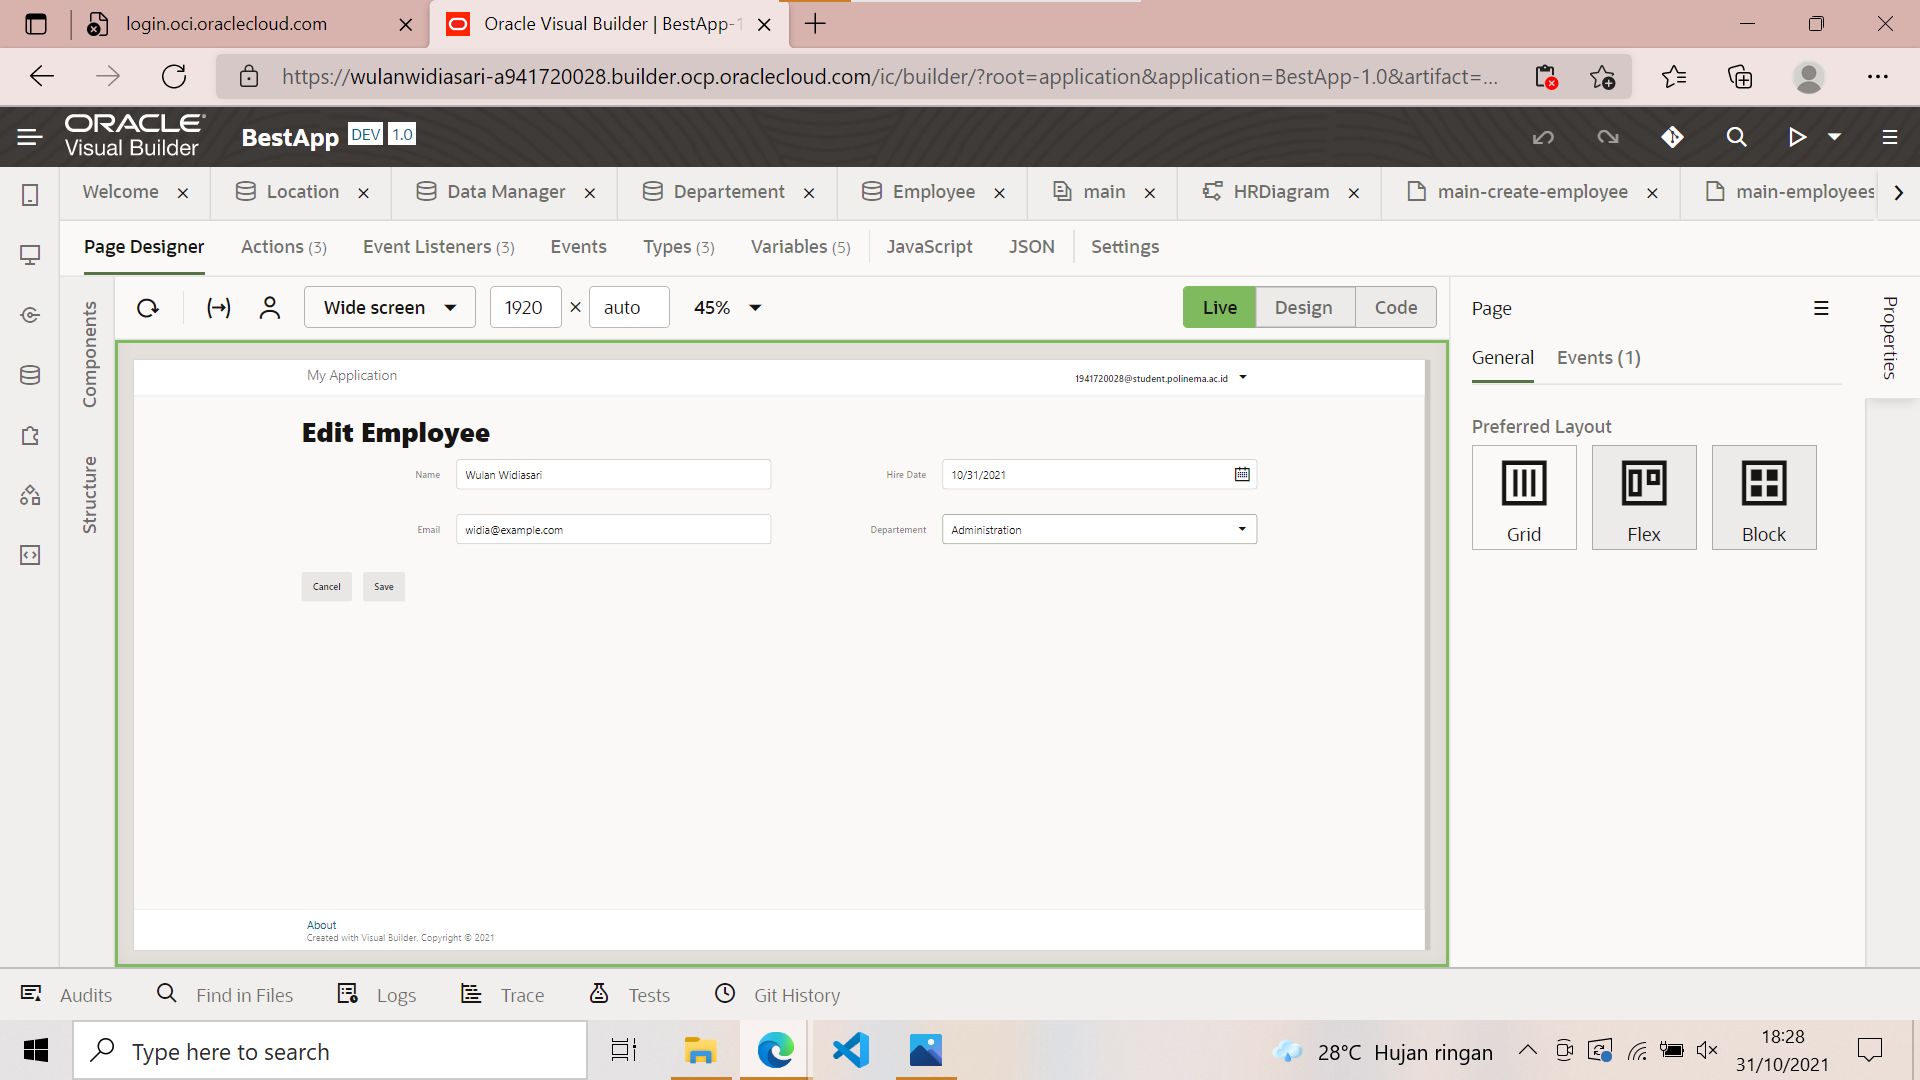 login.oci.oraclecloud.com
Oracle Visual Builder | BestApp-1
https://wulanwidiasari-a941720028.builder.ocp.oraclecloud.com/ic/builder/?root=application&application=BestApp-1.0&artifact=...
ORACLE
Visual Builder
BestApp DEV 1.0
Welcome Location Data Manager Departement Employee main HRDiagram main-create-employee main-employees
Page Designer Actions (3) Event Listeners (3) Events Types (3) Variables (5) JavaScript JSON Settings
Components
Structure
Wide screen 1920 × auto 45% Live Design Code
My Application 1941720028@student.polinema.ac.id
Edit Employee
Name Wulan Widiasari Hire Date 10/31/2021
Email widia@example.com Departement Administration
Cancel Save
About
Created with Visual Builder. Copyright © 2021
Page
General Events (1)
Preferred Layout
Grid Flex Block
Properties
Audits Find in Files Logs Trace Tests Git History
Type here to search
28°C Hujan ringan
18:28
31/10/2021